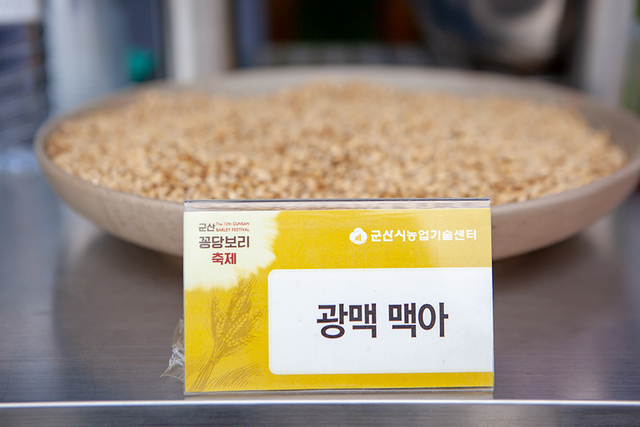 군산 The 13th GUNSAN
BARLEY FESTIVAL
꽁당보리
축제
군산시농업기술센터
광맥 맥아